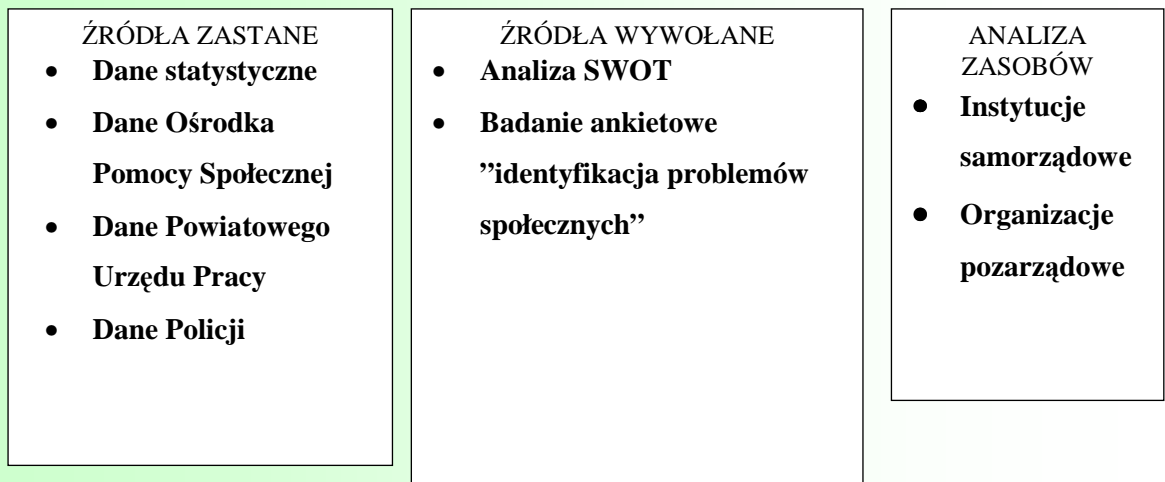 ŹRÓDŁA ZASTANE
• Dane statystyczne
• Dane Ośrodka
Pomocy Społecznej
• Dane Powiatowego
Urzędu Pracy
• Dane Policji
ŹRÓDŁA WYWOŁANE
• Analiza SWOT
• Badanie ankietowe
”identyfikacja problemów
społecznych”
ANALIZA
ZASOBÓW
• Instytucje
samorządowe
• Organizacje
pozarządowe